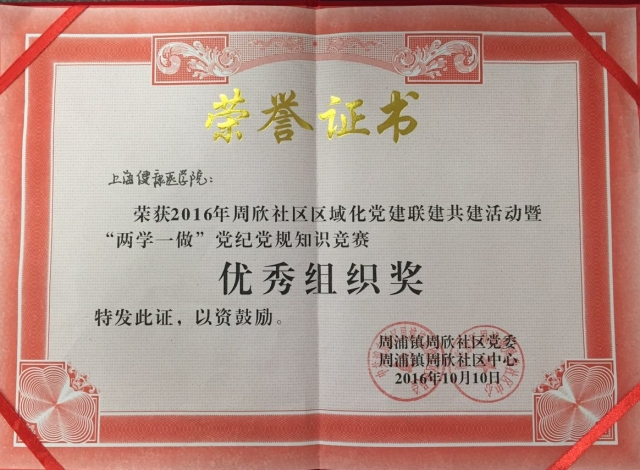 荣誉证书
上海健康医学院：
荣获2016年周欣社区区域化党建联建共建活动暨
“两学一做”党纪党规知识竞赛
优秀组织奖
特发此证，以资鼓励。
周浦镇周欣社区党委
周浦镇周欣社区中心
2016年10月10日